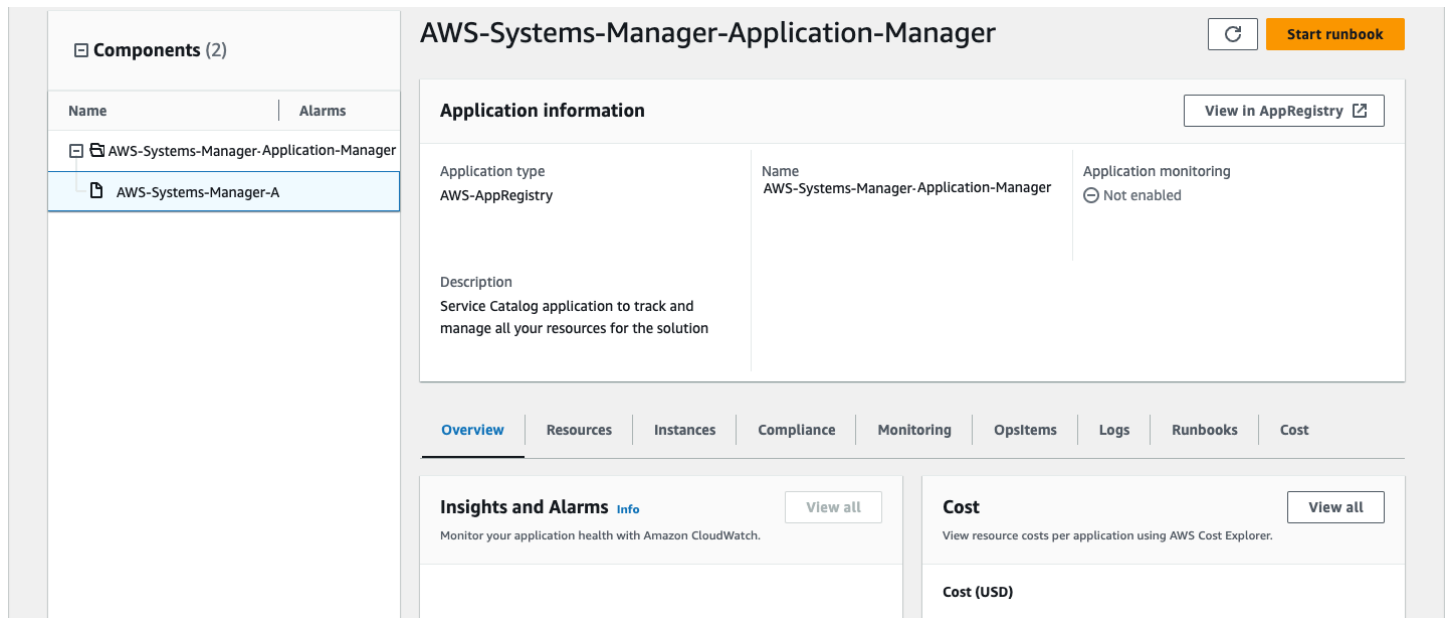 Components (2)
Name Alarms
AWS-Systems-Manager-Application-Manager
AWS-Systems-Manager-A
AWS-Systems-Manager-Application-Manager
Start runbook
Application information
View in AppRegistry
Application type
AWS-AppRegistry
Name
AWS-Systems-Manager-Application-Manager
Application monitoring
Not enabled
Description
Service Catalog application to track and
manage all your resources for the solution
Overview Resources Instances Compliance Monitoring OpsItems Logs Runbooks Cost
Insights and Alarms Info
View all
Monitor your application health with Amazon CloudWatch.
Cost
View all
View resource costs per application using AWS Cost Explorer.
Cost (USD)